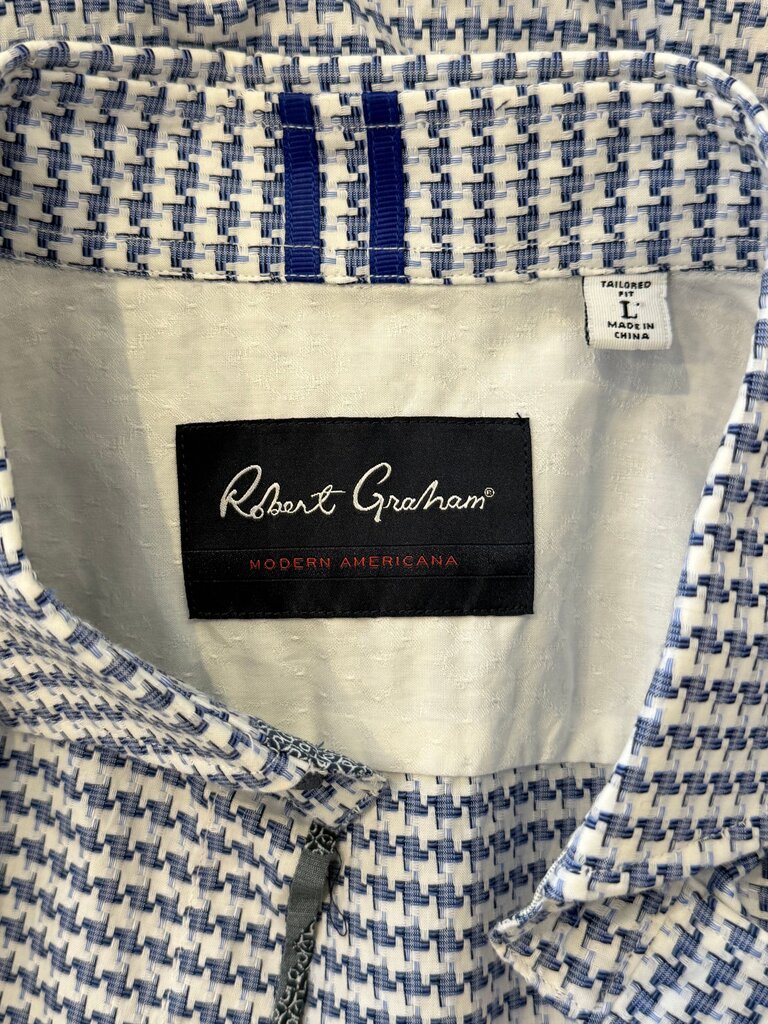 TAILORED
FIT
L
MADE IN
CHINA
Robert Graham®
MODERN AMERICANA